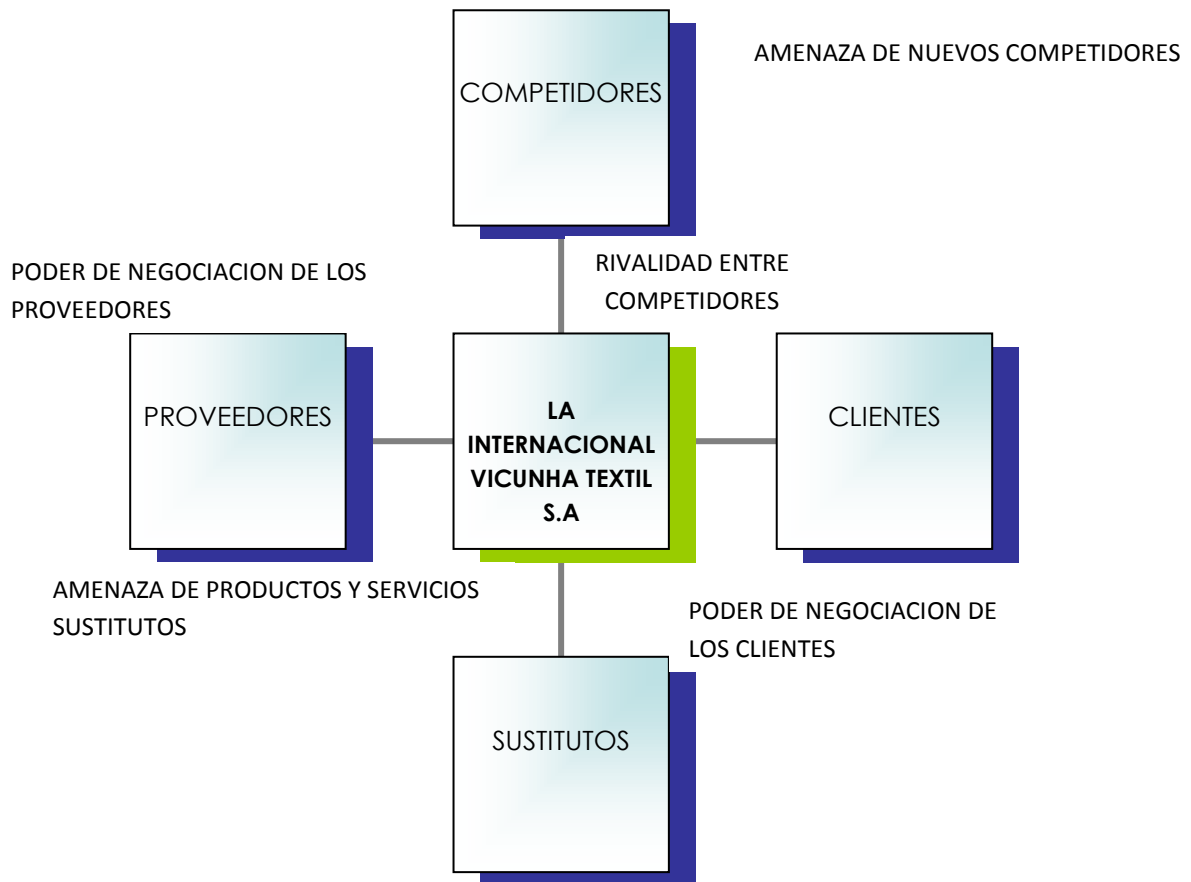 AMENAZA DE NUEVOS COMPETIDORES
COMPETIDORES
RIVALIDAD ENTRE
COMPETIDORES
PODER DE NEGOCIACION DE LOS
PROVEEDORES
PROVEEDORES
LA
INTERNACIONAL
VICUNHA TEXTIL
S.A
CLIENTES
AMENAZA DE PRODUCTOS Y SERVICIOS
SUSTITUTOS
PODER DE NEGOCIACION DE
LOS CLIENTES
SUSTITUTOS